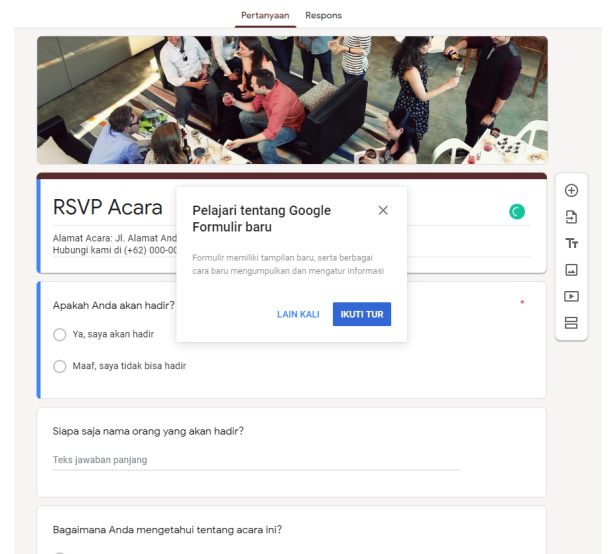 Pertanyaan Respons
RSVP Acara
Alamat Acara: Jl. Alamat And
Hubungi kami di (+62) 000-00
Pelajari tentang Google
Formulir baru
Formulir memiliki tampilan baru, serta berbagai
cara baru mengumpulkan dan mengatur informasi
LAIN KALI IKUTI TUR
Apakah Anda akan hadir? *
Ya, saya akan hadir
Maaf, saya tidak bisa hadir
Siapa saja nama orang yang akan hadir?
Teks jawaban panjang
Bagaimana Anda mengetahui tentang acara ini?